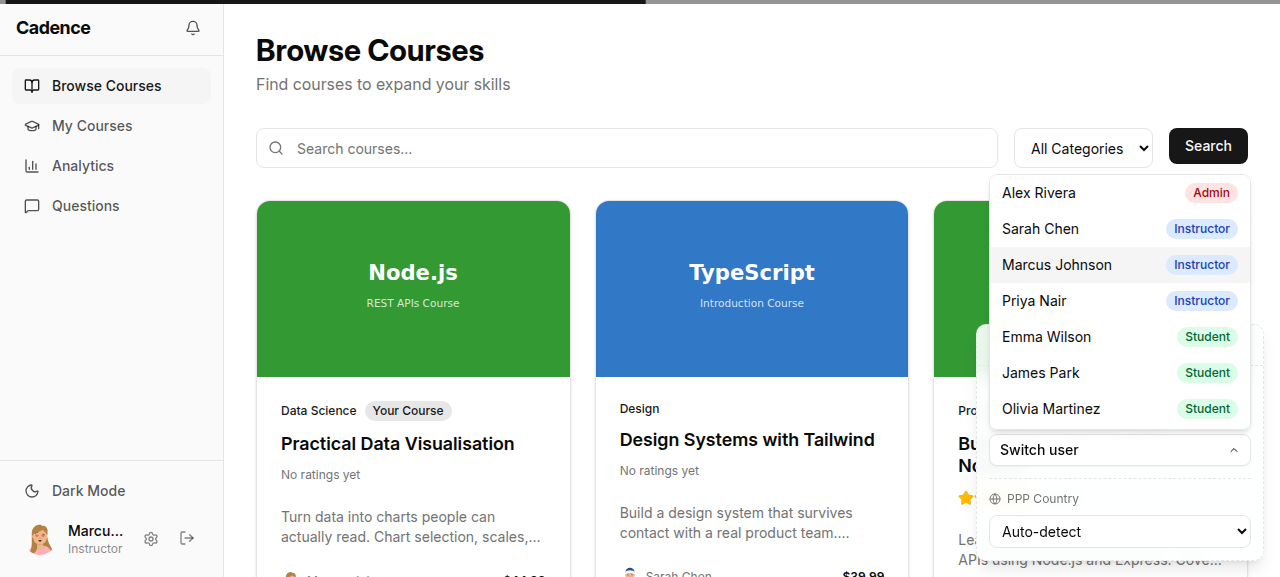 Cadence
Browse Courses
My Courses
Analytics
Questions
Dark Mode
Marcu...
Instructor
Browse Courses
Find courses to expand your skills
Search courses...
All Categories
Search
Node.js
REST APIs Course
Data Science
Your Course
Practical Data Visualisation
No ratings yet
Turn data into charts people can
actually read. Chart selection, scales,...
TypeScript
Introduction Course
Design
Design Systems with Tailwind
No ratings yet
Build a design system that survives
contact with a real product team....
Sarah Chen
$39.99
Alex Rivera Admin
Sarah Chen Instructor
Marcus Johnson Instructor
Priya Nair Instructor
Emma Wilson Student
James Park Student
Olivia Martinez Student
Switch user
PPP Country
Auto-detect
APIs using Node.js and Express. Cove...